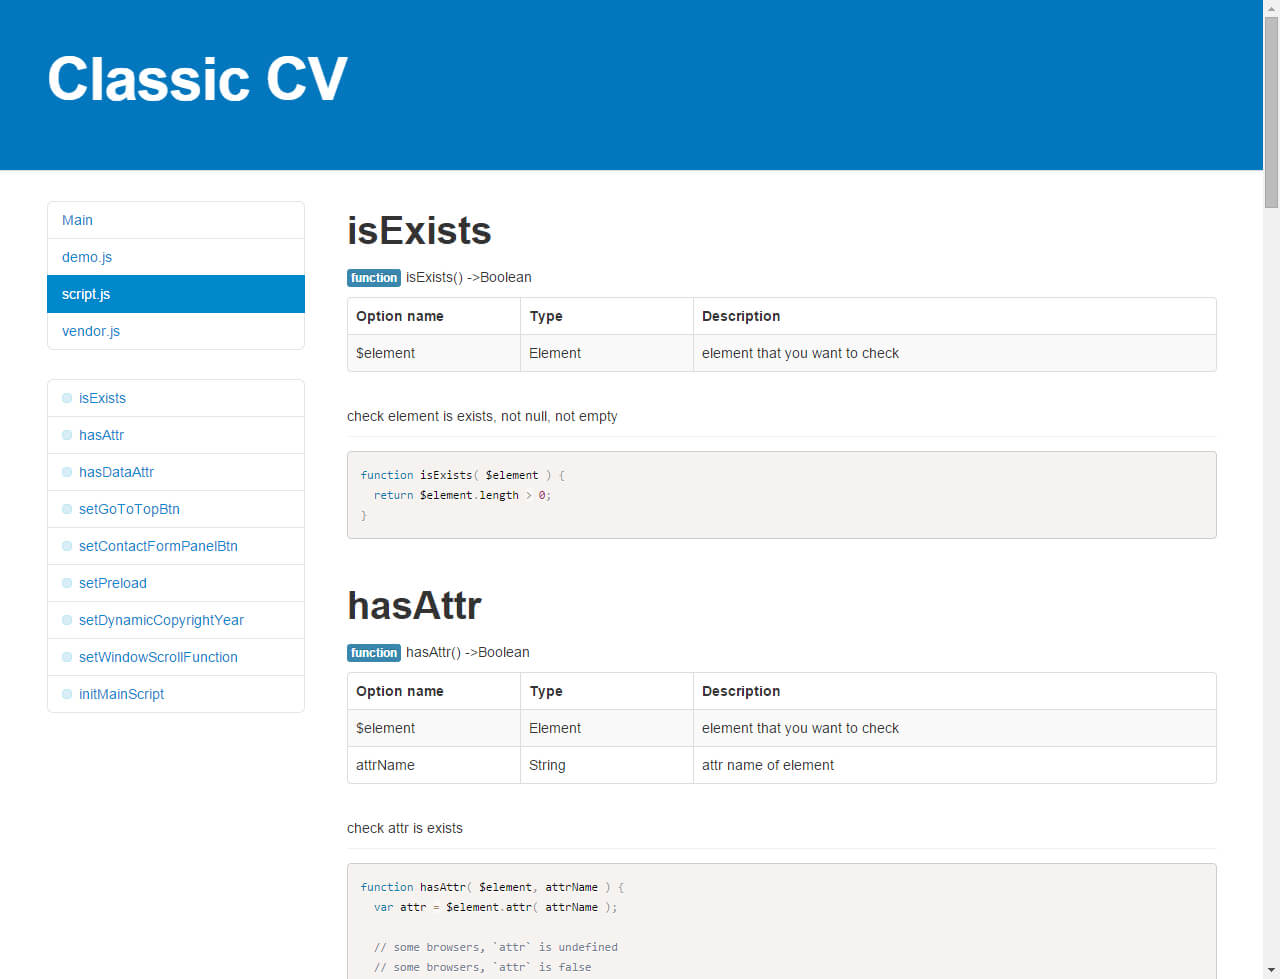 Classic CV
Main
demo.js
script.js
vendor.js
isExists
hasAttr
hasDataAttr
setGoToTopBtn
setContactFormPanelBtn
setPreload
setDynamicCopyrightYear
setWindowScrollFunction
initMainScript
isExists
function isExists() ->Boolean
Option name Type Description
$element Element element that you want to check
check element is exists, not null, not empty
function isExists( $element ) {
  return $element.length > 0;
}
hasAttr
function hasAttr() ->Boolean
Option name Type Description
$element Element element that you want to check
attrName String attr name of element
check attr is exists
function hasAttr( $element, attrName ) {
  var attr = $element.attr( attrName );
  // some browsers, `attr` is undefined
  // some browsers, `attr` is false